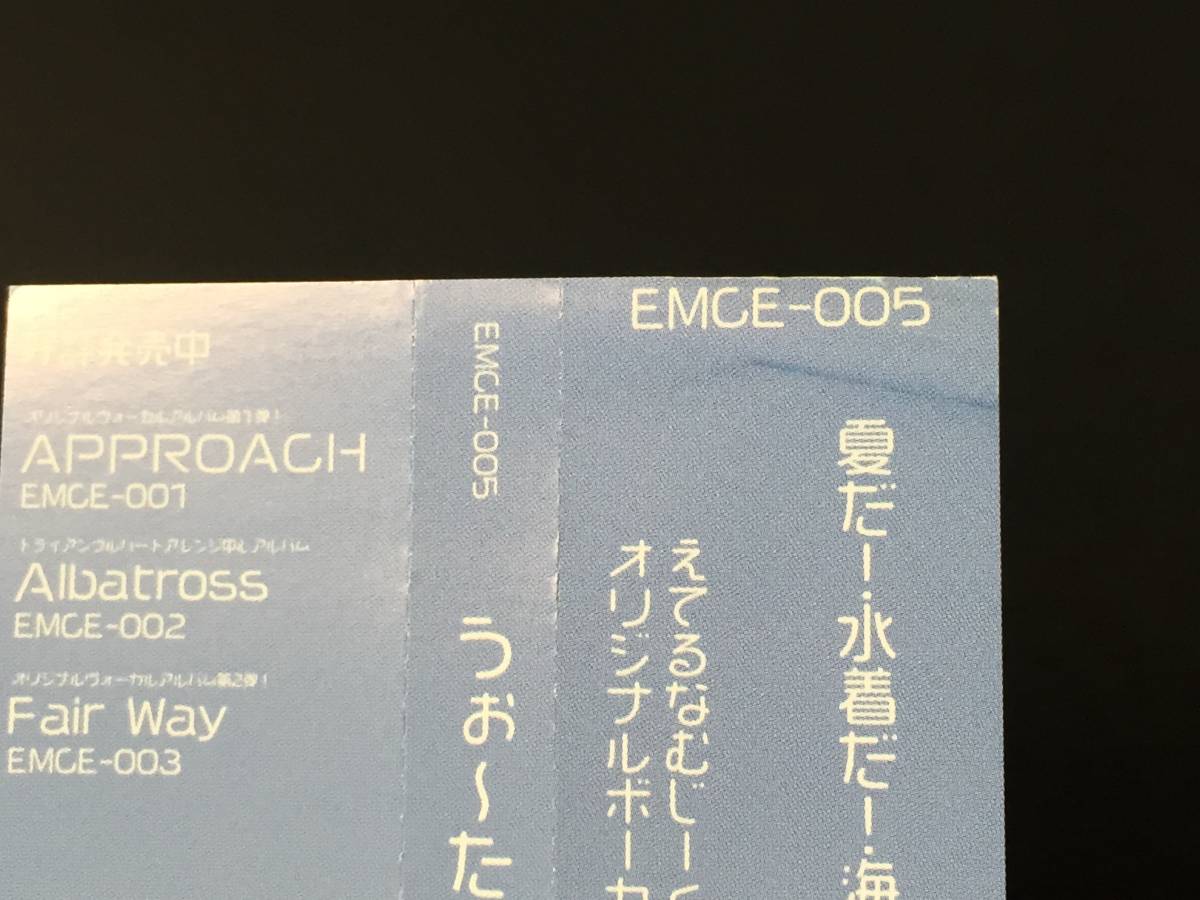 発売中
オリジナルヴォーカルアルバム第1弾!
APPROACH
EMCE-001
トライアングルハートアレンジ中心アルバム
Albatross
EMCE-002
オリジナルヴォーカルアルバム第2弾!
Fair Way
EMCE-003
EMCE-005
うぉ〜た
EMCE-005
夏だ!水着だ!海
えてるなむじーく
オリジナルボーカ